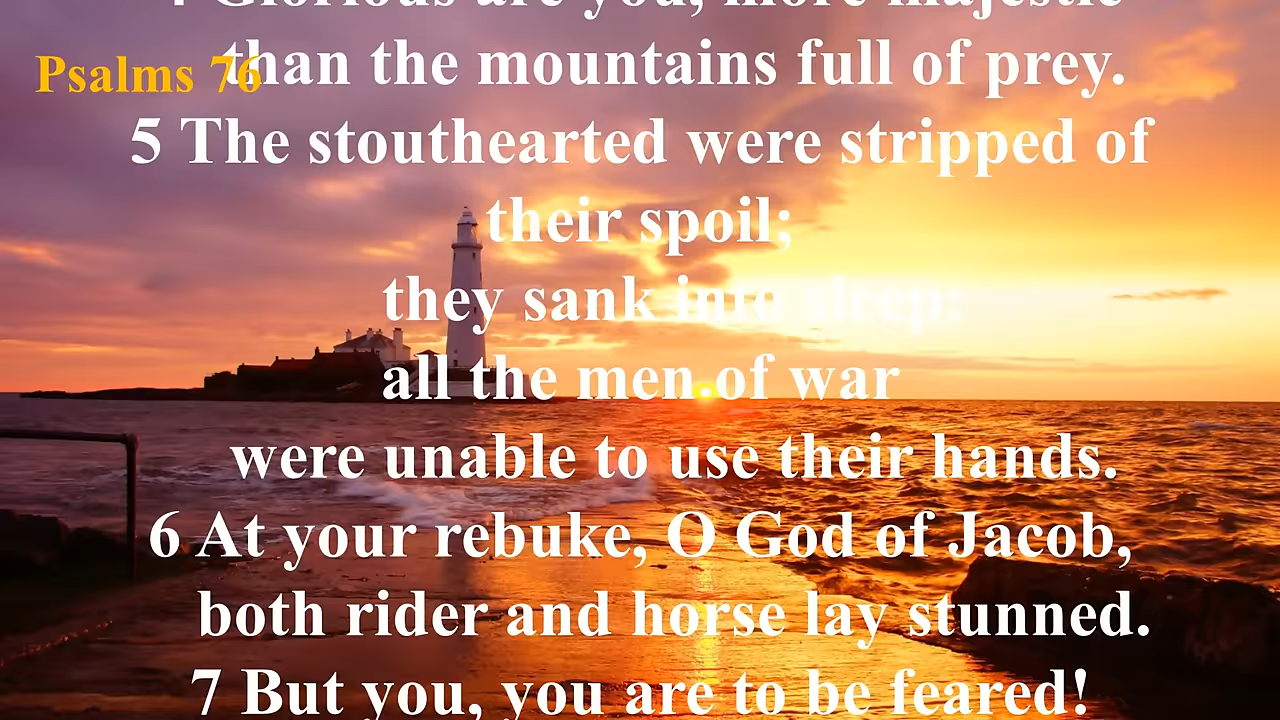 4 Glorious are you, more majestic
Psalms 76
than the mountains full of prey.
5 The stouthearted were stripped of
their spoil;
they sank into sleep;
all the men of war
were unable to use their hands.
6 At your rebuke, O God of Jacob,
both rider and horse lay stunned.
7 But you, you are to be feared!